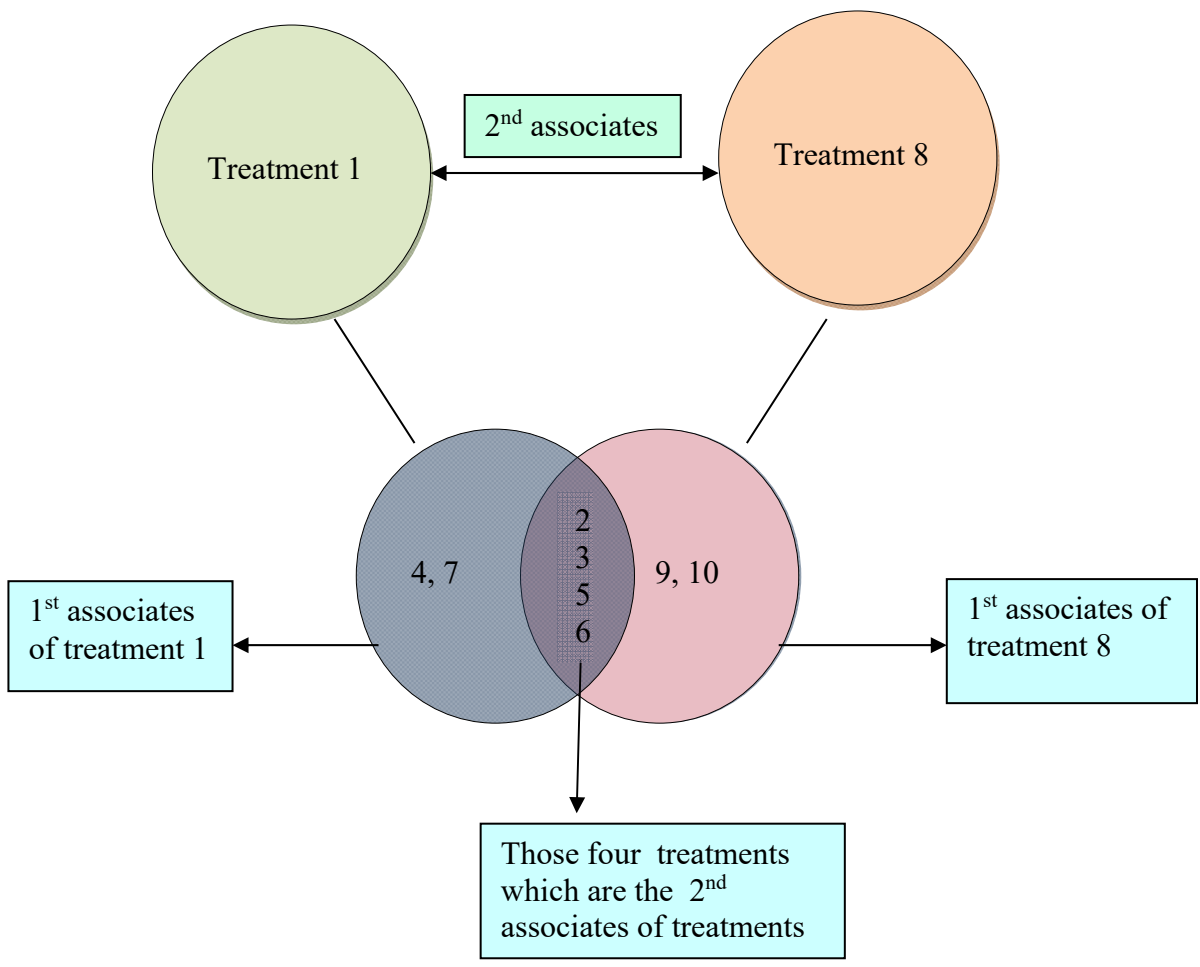 2nd associates
Treatment 1
Treatment 8
2
3
5
6
4, 7
9, 10
1st associates
of treatment 1
1st associates of
treatment 8
Those four treatments
which are the 2nd
associates of treatments